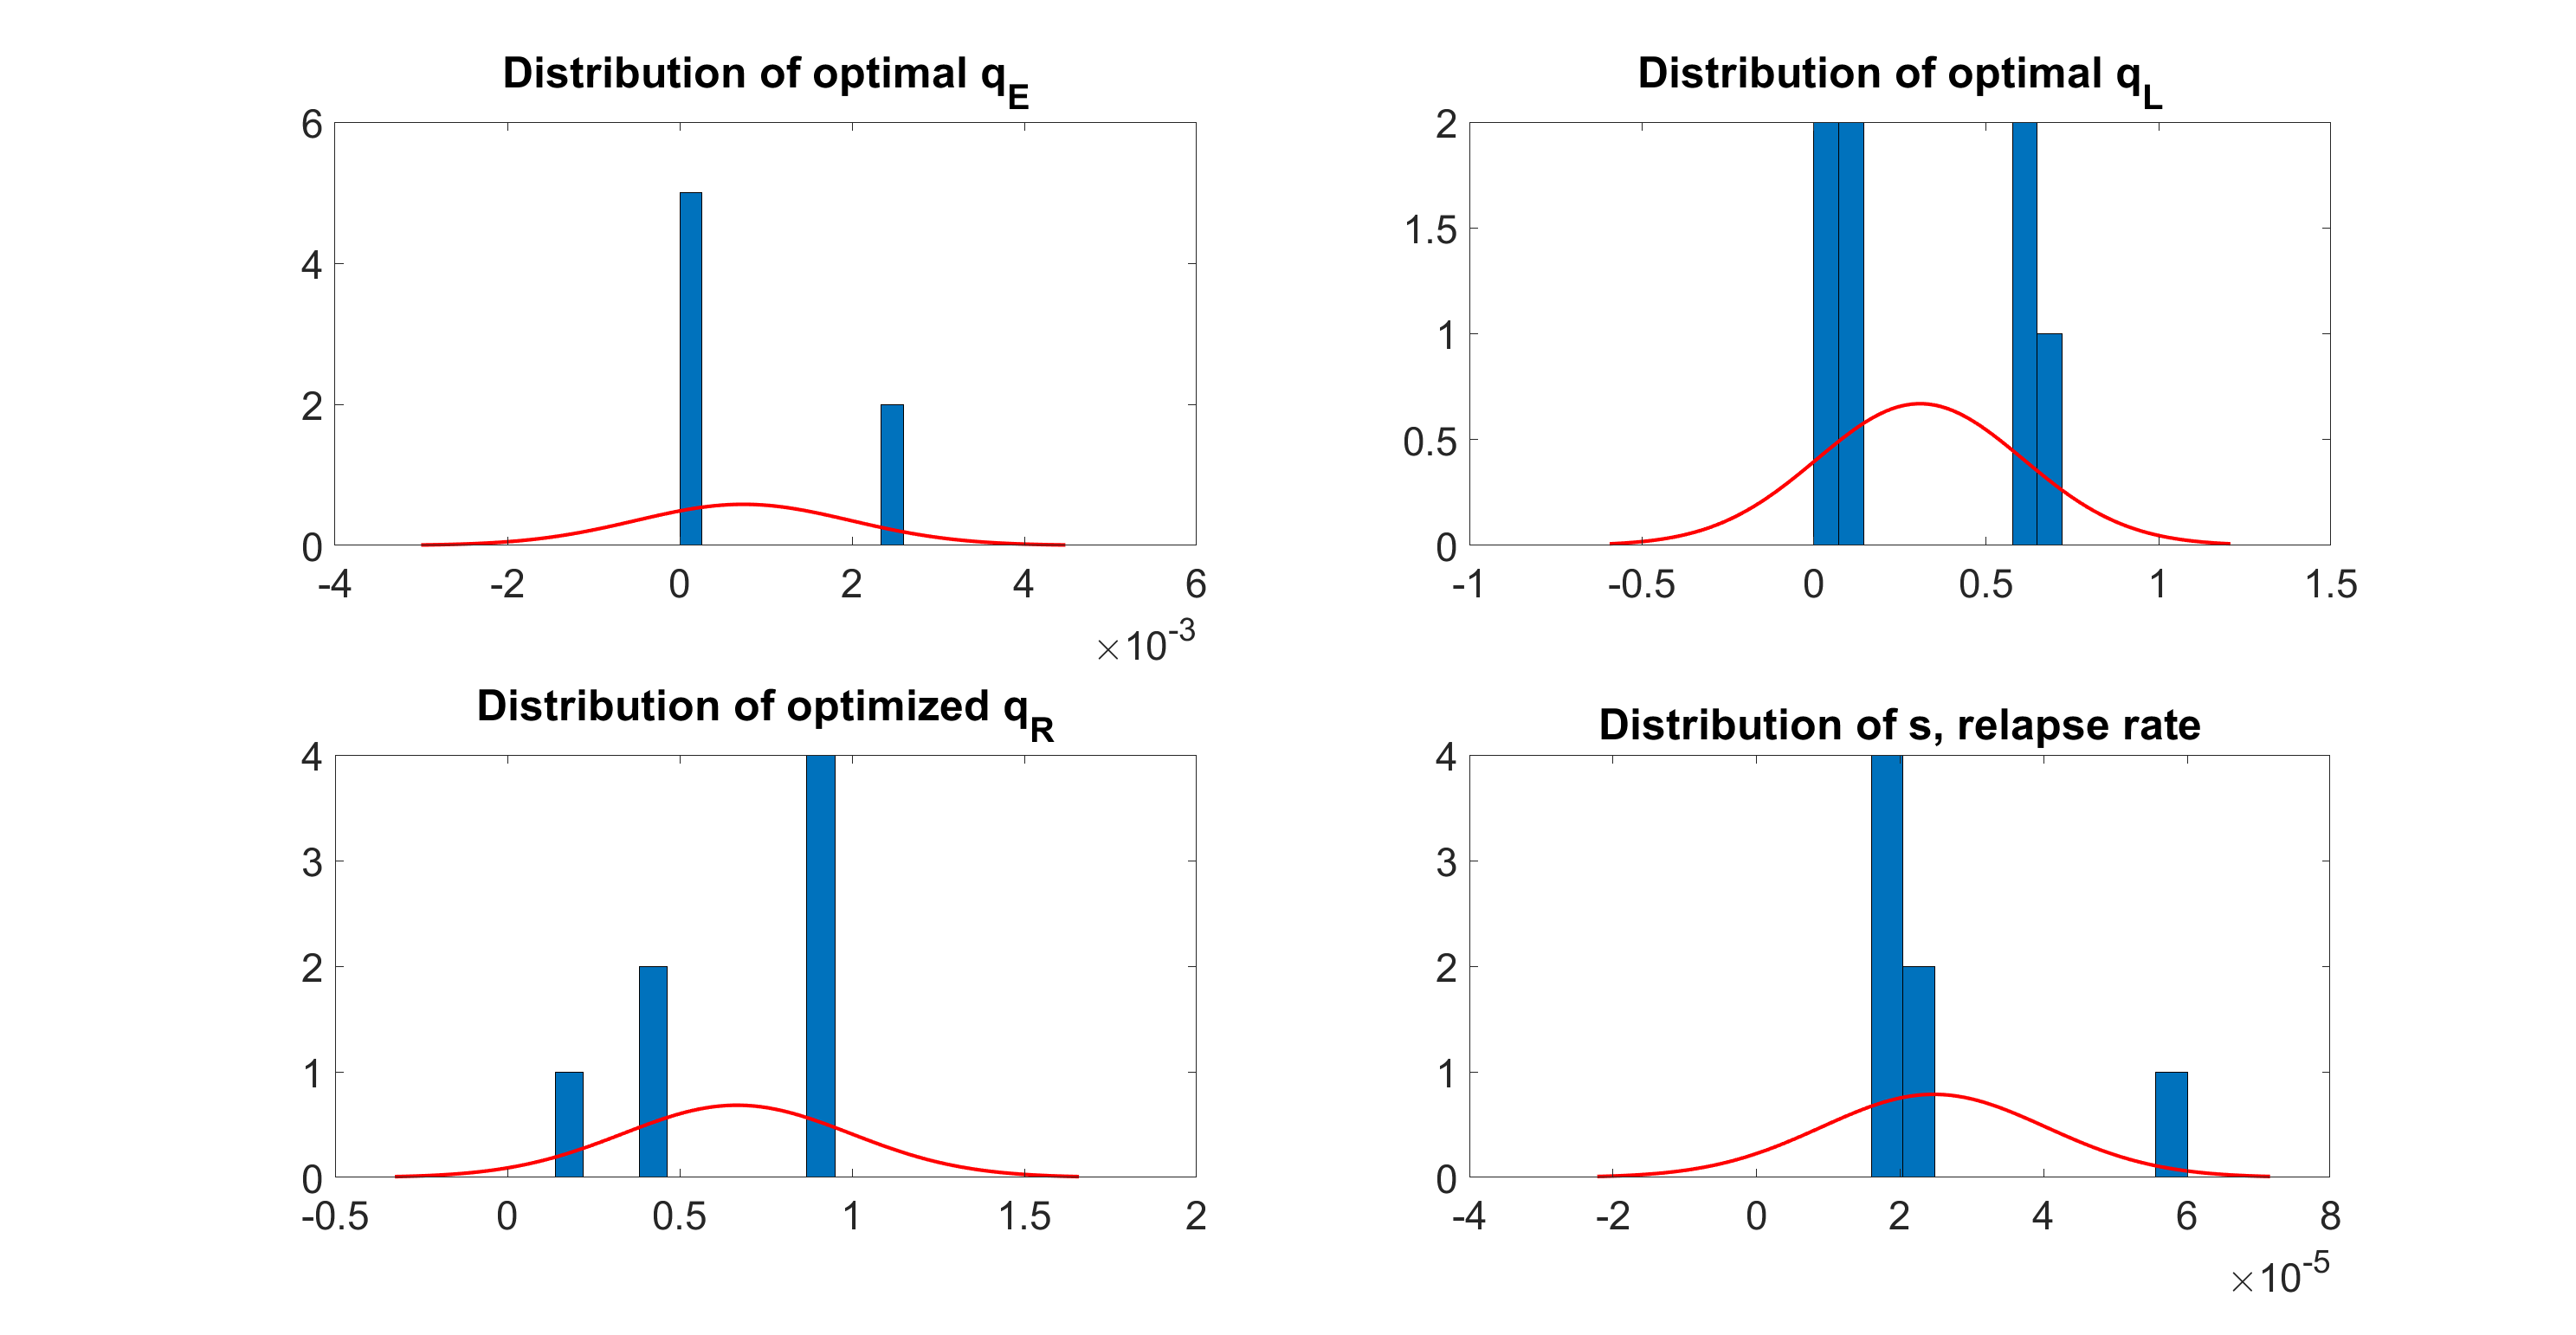 Distribution of optimal q_E
6
4
2
0
-4 -2 0 2 4 6
×10^-3
Distribution of optimal q_L
2
1.5
1
0.5
0
-1 -0.5 0 0.5 1 1.5
Distribution of optimized q_R
4
3
2
1
0
-0.5 0 0.5 1 1.5 2
Distribution of s, relapse rate
4
3
2
1
0
-4 -2 0 2 4 6 8
×10^-5